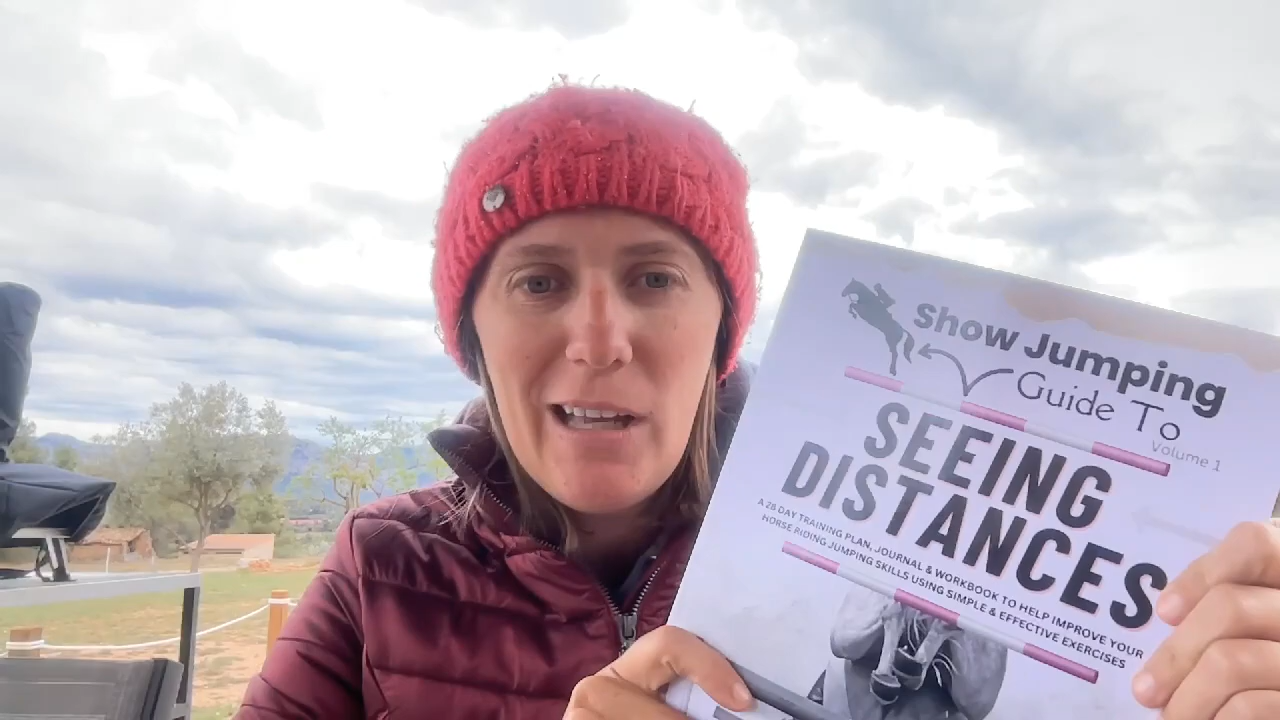 Show Jumping
Guide To
Volume 1
SEEING
DISTANCES
A 28 DAY TRAINING PLAN, JOURNAL & WORKBOOK TO HELP IMPROVE YOUR
HORSE RIDING JUMPING SKILLS USING SIMPLE & EFFECTIVE EXERCISES